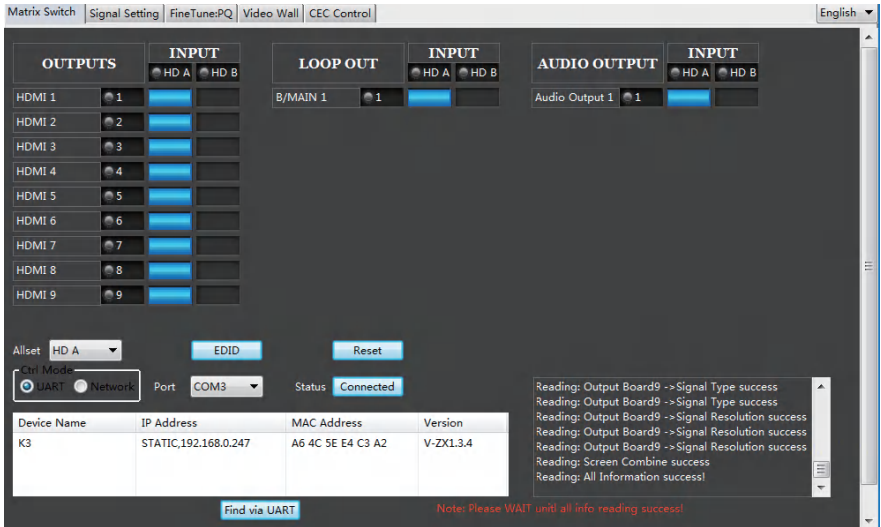 Matrix Switch Signal Setting FineTune:PQ Video Wall CEC Control English
OUTPUTS INPUT LOOP OUT INPUT AUDIO OUTPUT INPUT
HD A HD B HD A HD B HD A HD B
HDMI 1 1 B/MAIN 1 1 Audio Output 1 1
HDMI 2 2
HDMI 3 3
HDMI 4 4
HDMI 5 5
HDMI 6 6
HDMI 7 7
HDMI 8 8
HDMI 9 9
Allset HD A EDID Reset
Ctrl Mode
UART Network Port COM3 Status Connected
Device Name IP Address MAC Address Version
K3 STATIC,192.168.0.247 A6 4C 5E E4 C3 A2 V-ZX1.3.4
Reading: Output Board9 ->Signal Type success
Reading: Output Board9 ->Signal Type success
Reading: Output Board9 ->Signal Resolution success
Reading: Output Board9 ->Signal Resolution success
Reading: Output Board9 ->Signal Resolution success
Reading: Screen Combine success
Reading: All Information success!
Find via UART Note: Please WAIT unitl all info reading success!